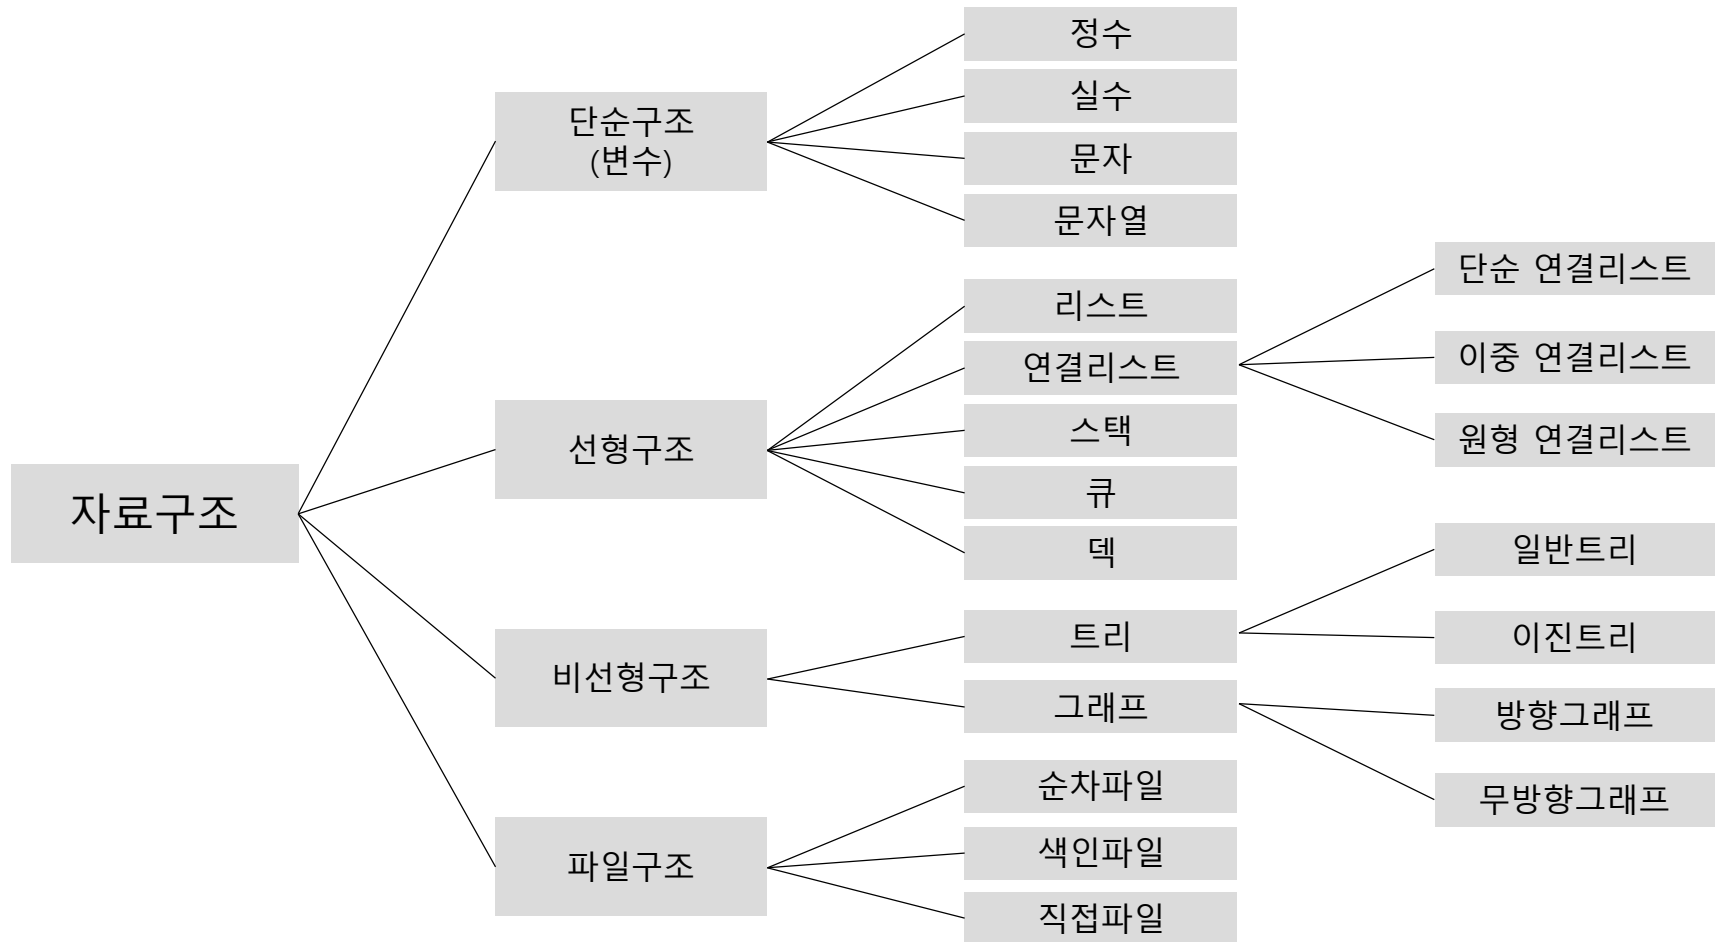 자료구조
단순구조
(변수)
정수
실수
문자
문자열
선형구조
리스트
연결리스트
단순 연결리스트
이중 연결리스트
원형 연결리스트
스택
큐
덱
비선형구조
트리
일반트리
이진트리
그래프
방향그래프
무방향그래프
파일구조
순차파일
색인파일
직접파일